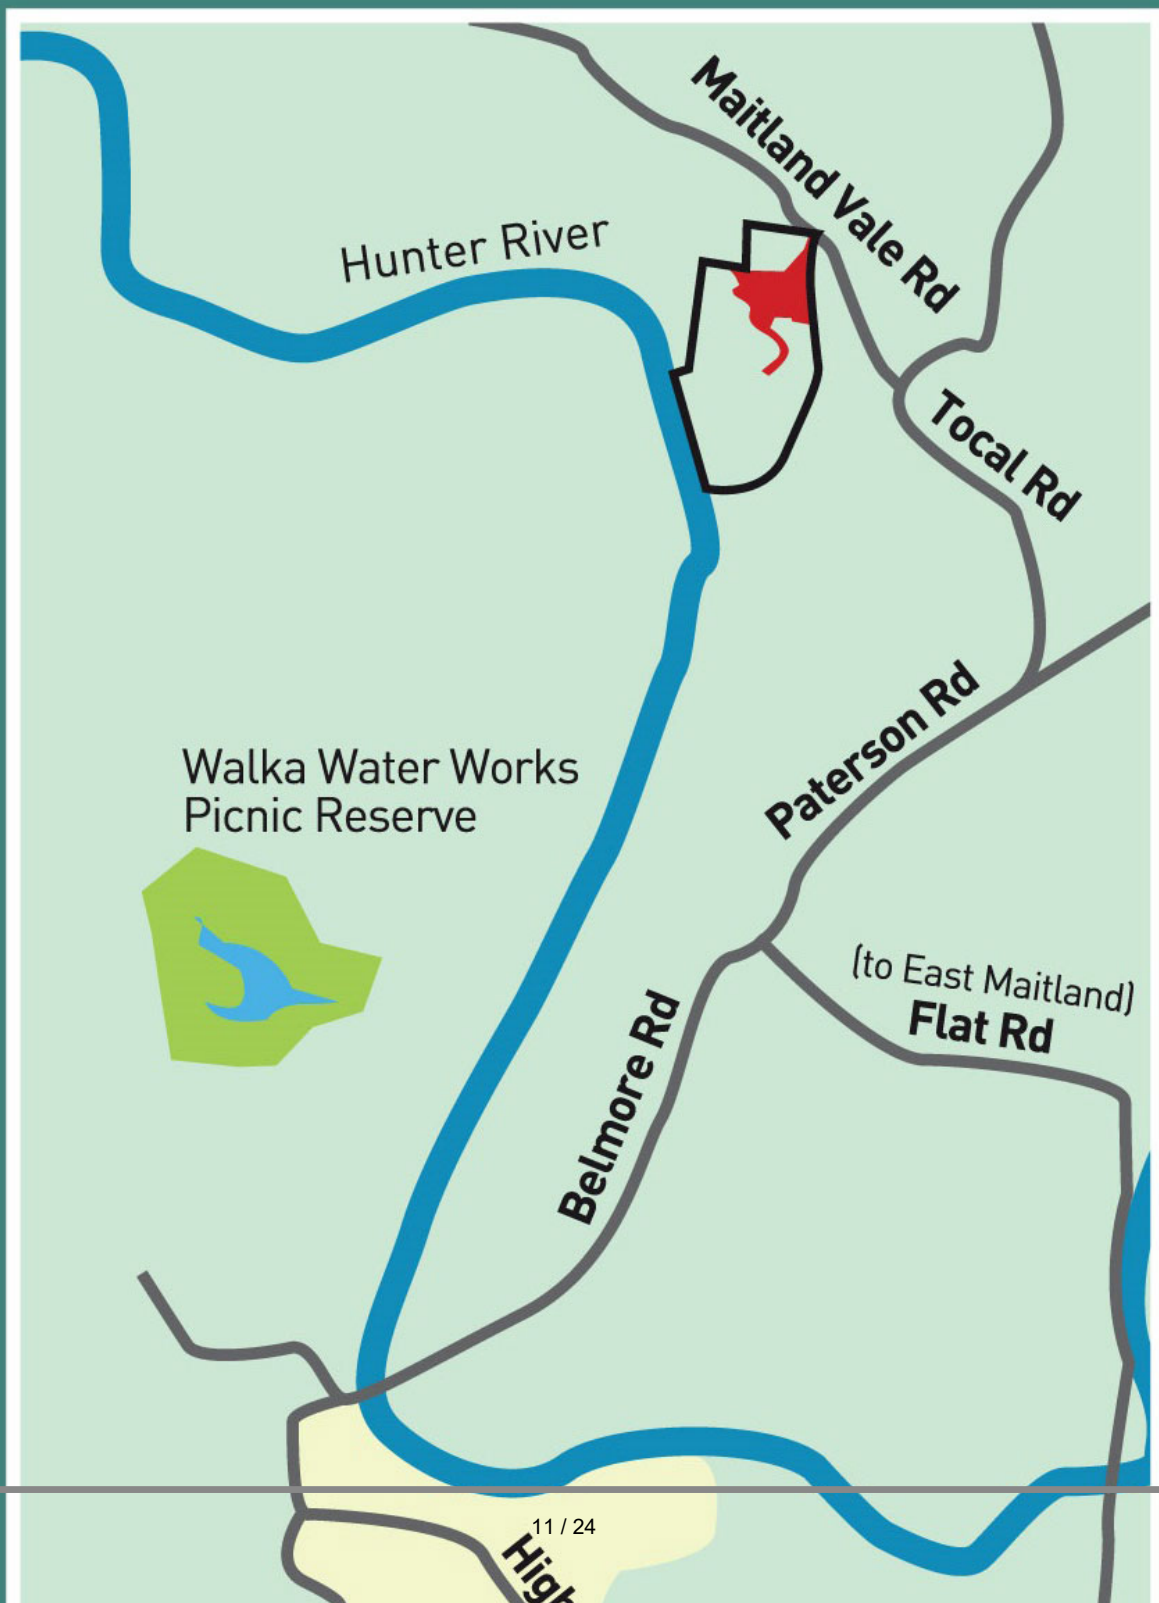 Maitland Vale Rd
Hunter River
Tocal Rd
Paterson Rd
Walka Water Works
Picnic Reserve
(to East Maitland)
Flat Rd
Belmore Rd
11 / 24
High